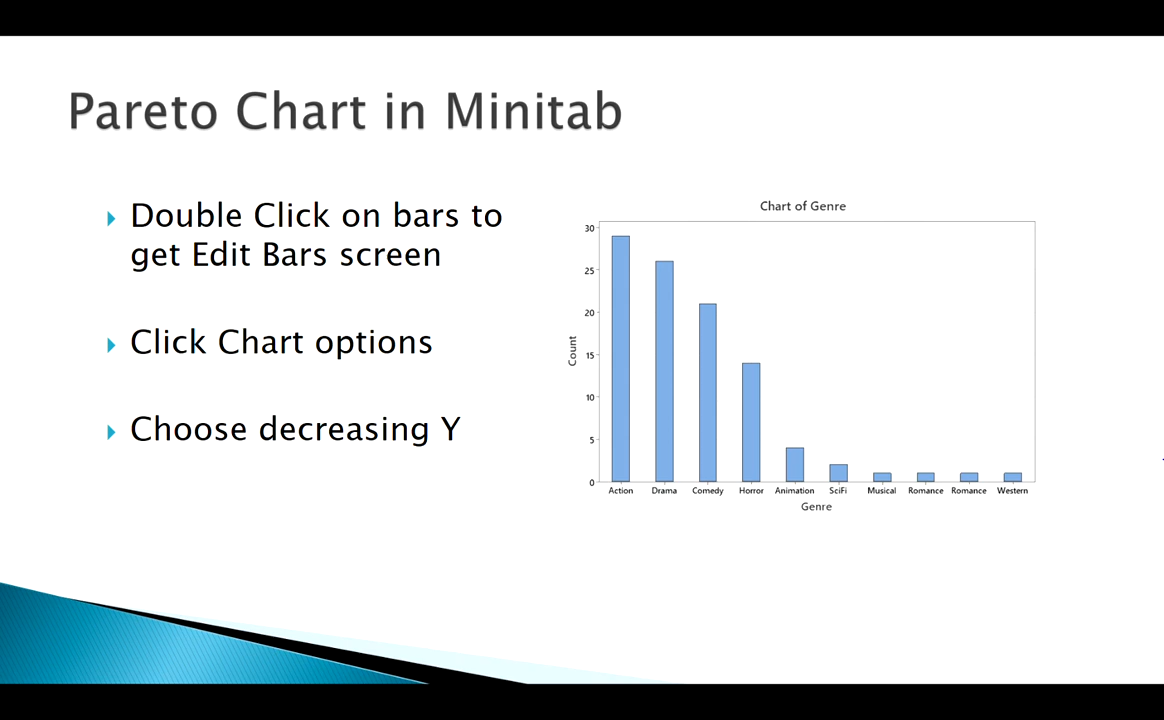 Pareto Chart in Minitab
Double Click on bars to
get Edit Bars screen
Click Chart options
Choose decreasing Y
Chart of Genre
30
25
20
15
10
5
0
Count
Action Drama Comedy Horror Animation SciFi Musical Romance Romance Western
Genre